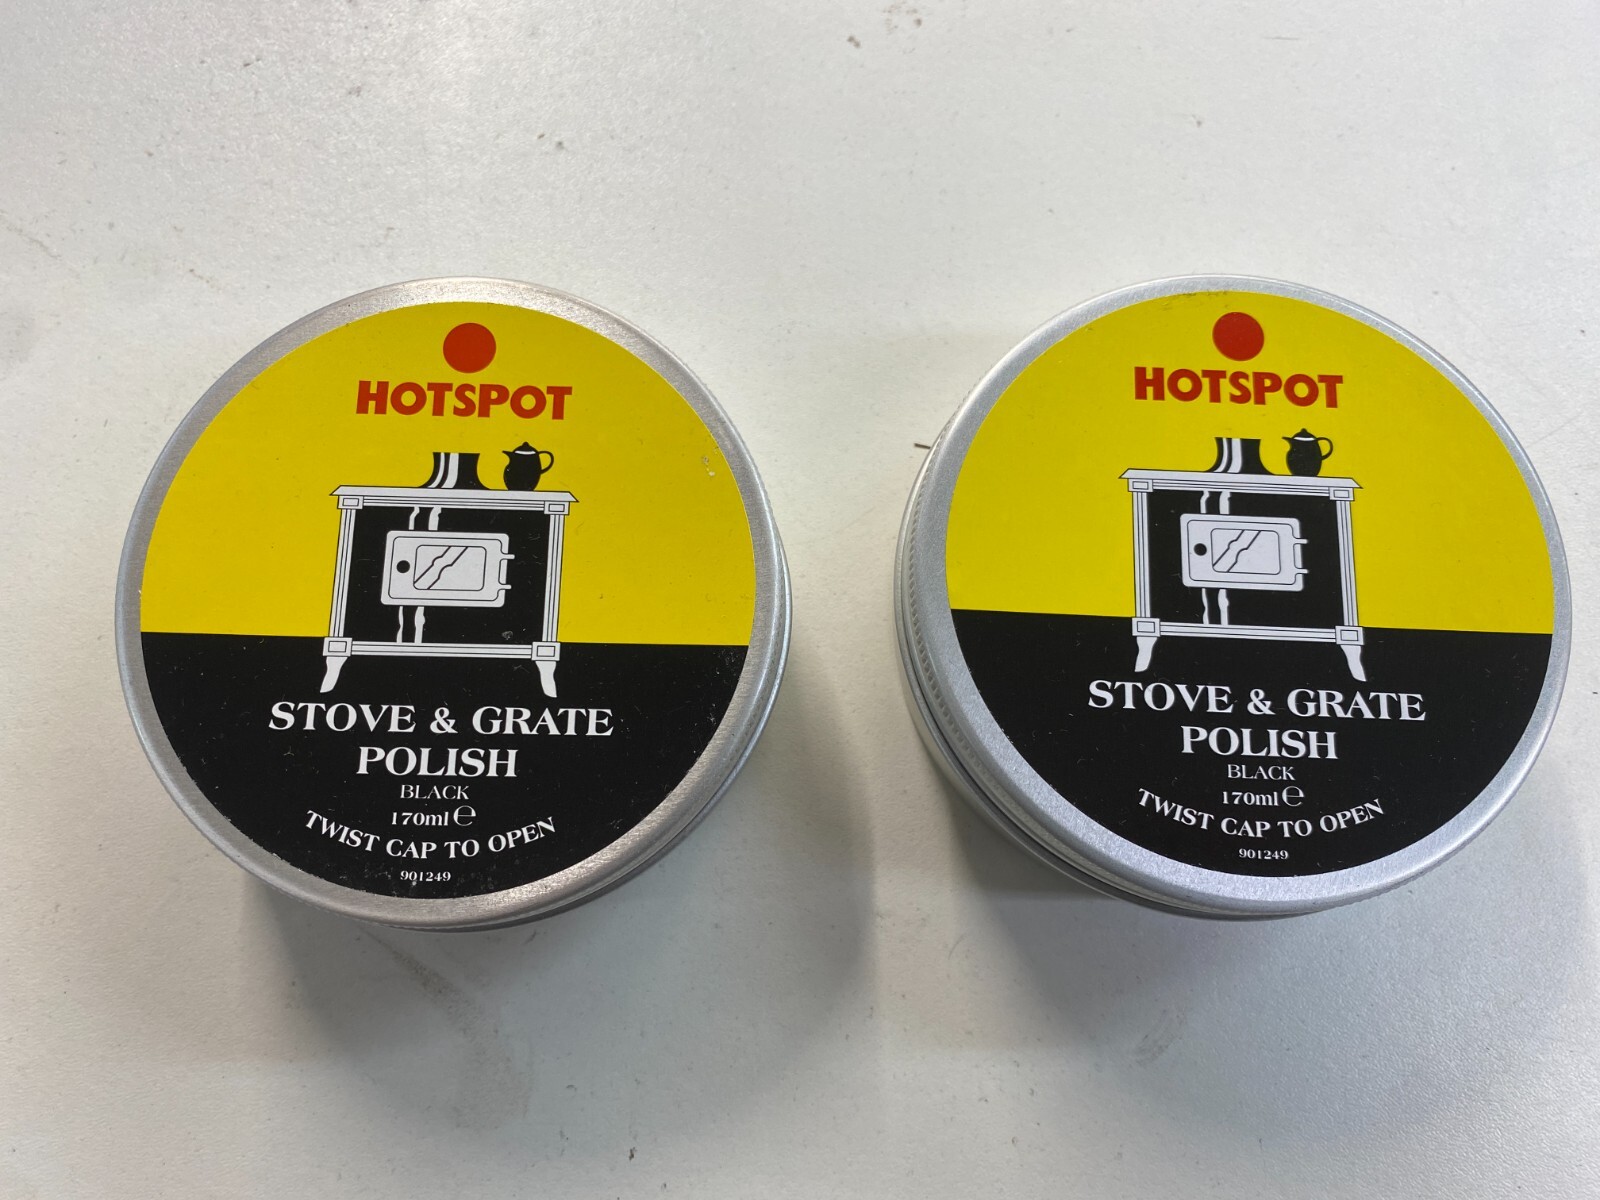 HOTSPOT
STOVE & GRATE
POLISH
BLACK
170ml ℮
TWIST CAP TO OPEN
901249
HOTSPOT
STOVE & GRATE
POLISH
BLACK
170ml ℮
TWIST CAP TO OPEN
901249